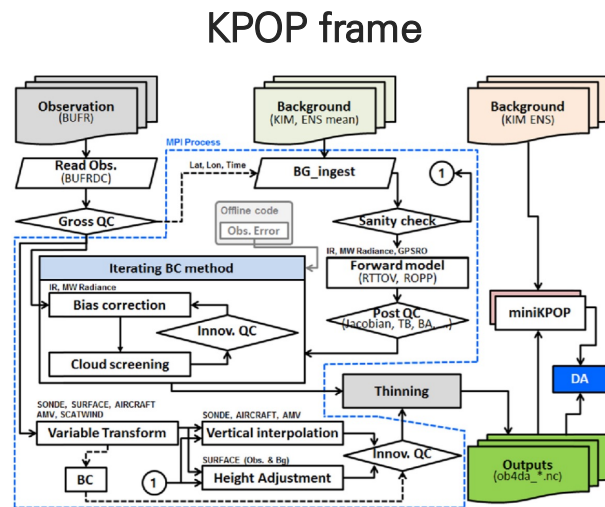 KPOP frame
Observation
(BUFR)
Background
(KIM, ENS mean)
Background
(KIM ENS)
MPI Process
Read Obs.
(BUFRDC)
Lat, Lon, Time
BG_ingest
1
Gross QC
Offline code
Obs. Error
Sanity check
IR, MW Radiance, GPSRO
Iterating BC method
Forward model
(RTTOV, ROPP)
IR, MW Radiance
Bias correction
Innov. QC
Cloud screening
Post QC
(Jacobian, TB, BA, ...)
miniKPOP
DA
Thinning
SONDE, SURFACE, AIRCRAFT
AMV, SCATWIND
SONDE, AIRCRAFT, AMV
Variable Transform
Vertical interpolation
Innov. QC
SURFACE (Obs. & Bg)
BC
1
Height Adjustment
Outputs
(ob4da_*.nc)